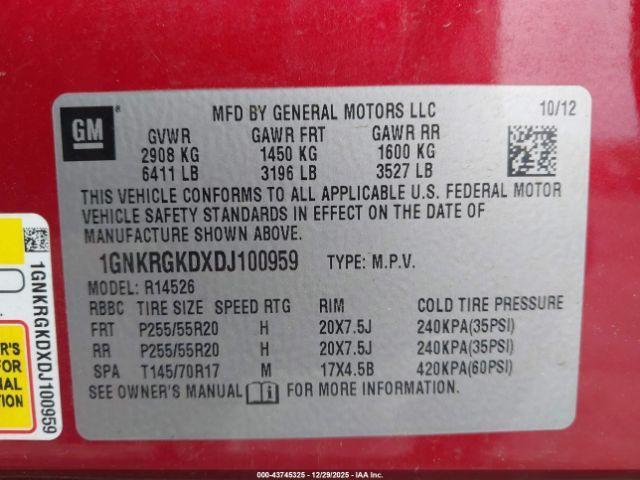 GM
MFD BY GENERAL MOTORS LLC
10/12
GVWR GAWR FRT GAWR RR
2908 KG 1450 KG 1600 KG
6411 LB 3196 LB 3527 LB
THIS VEHICLE CONFORMS TO ALL APPLICABLE U.S. FEDERAL MOTOR
VEHICLE SAFETY STANDARDS IN EFFECT ON THE DATE OF
MANUFACTURE SHOWN ABOVE.
1GNKRGKDXDJ100959 TYPE: M.P.V.
MODEL: R14526
RBBC TIRE SIZE SPEED RTG RIM COLD TIRE PRESSURE
FRT P255/55R20 H 20X7.5J 240KPA(35PSI)
RR P255/55R20 H 20X7.5J 240KPA(35PSI)
SPA T145/70R17 M 17X4.5B 420KPA(60PSI)
SEE OWNER'S MANUAL FOR MORE INFORMATION.
1GNKRGKDXDJ100959
R'S
FOR
NAL
TION
000-43745325 - 12/29/2025 - IAA Inc.